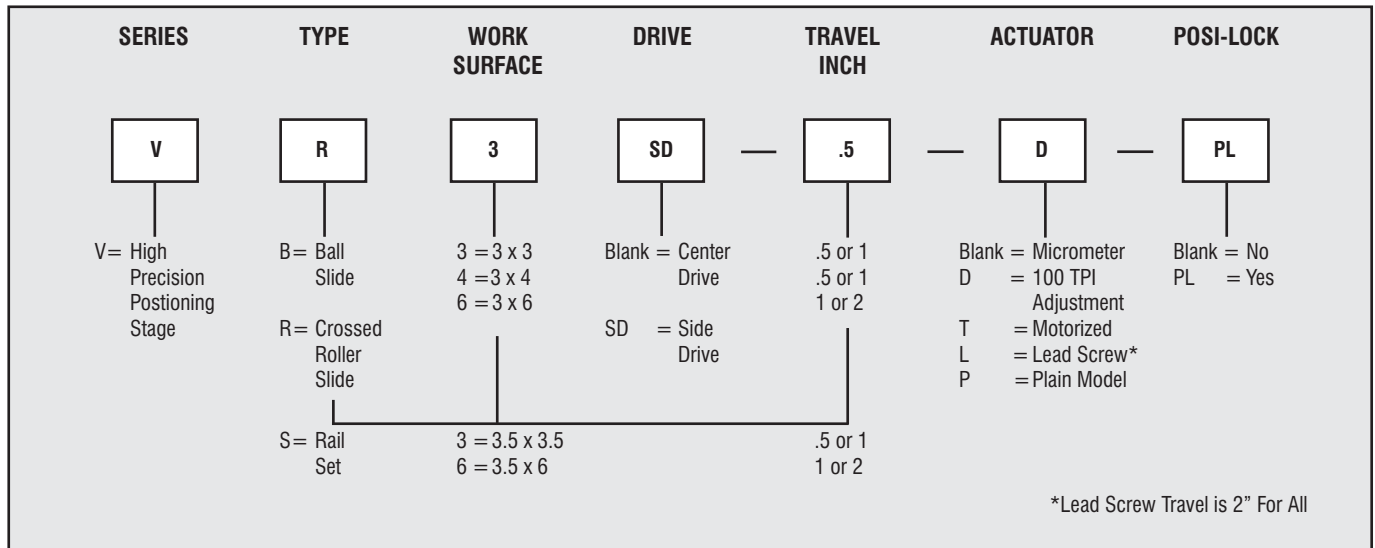 SERIES TYPE WORK SURFACE DRIVE TRAVEL INCH ACTUATOR POSI-LOCK
V R 3 SD — .5 — D — PL
V= High Precision Postioning Stage
B= Ball Slide
R= Crossed Roller Slide
S= Rail Set
3 = 3 x 3
4 = 3 x 4
6 = 3 x 6
3 = 3.5 x 3.5
6 = 3.5 x 6
Blank = Center Drive
SD = Side Drive
.5 or 1
.5 or 1
1 or 2
.5 or 1
1 or 2
Blank = Micrometer
D = 100 TPI Adjustment
T = Motorized
L = Lead Screw*
P = Plain Model
Blank = No
PL = Yes
*Lead Screw Travel is 2” For All